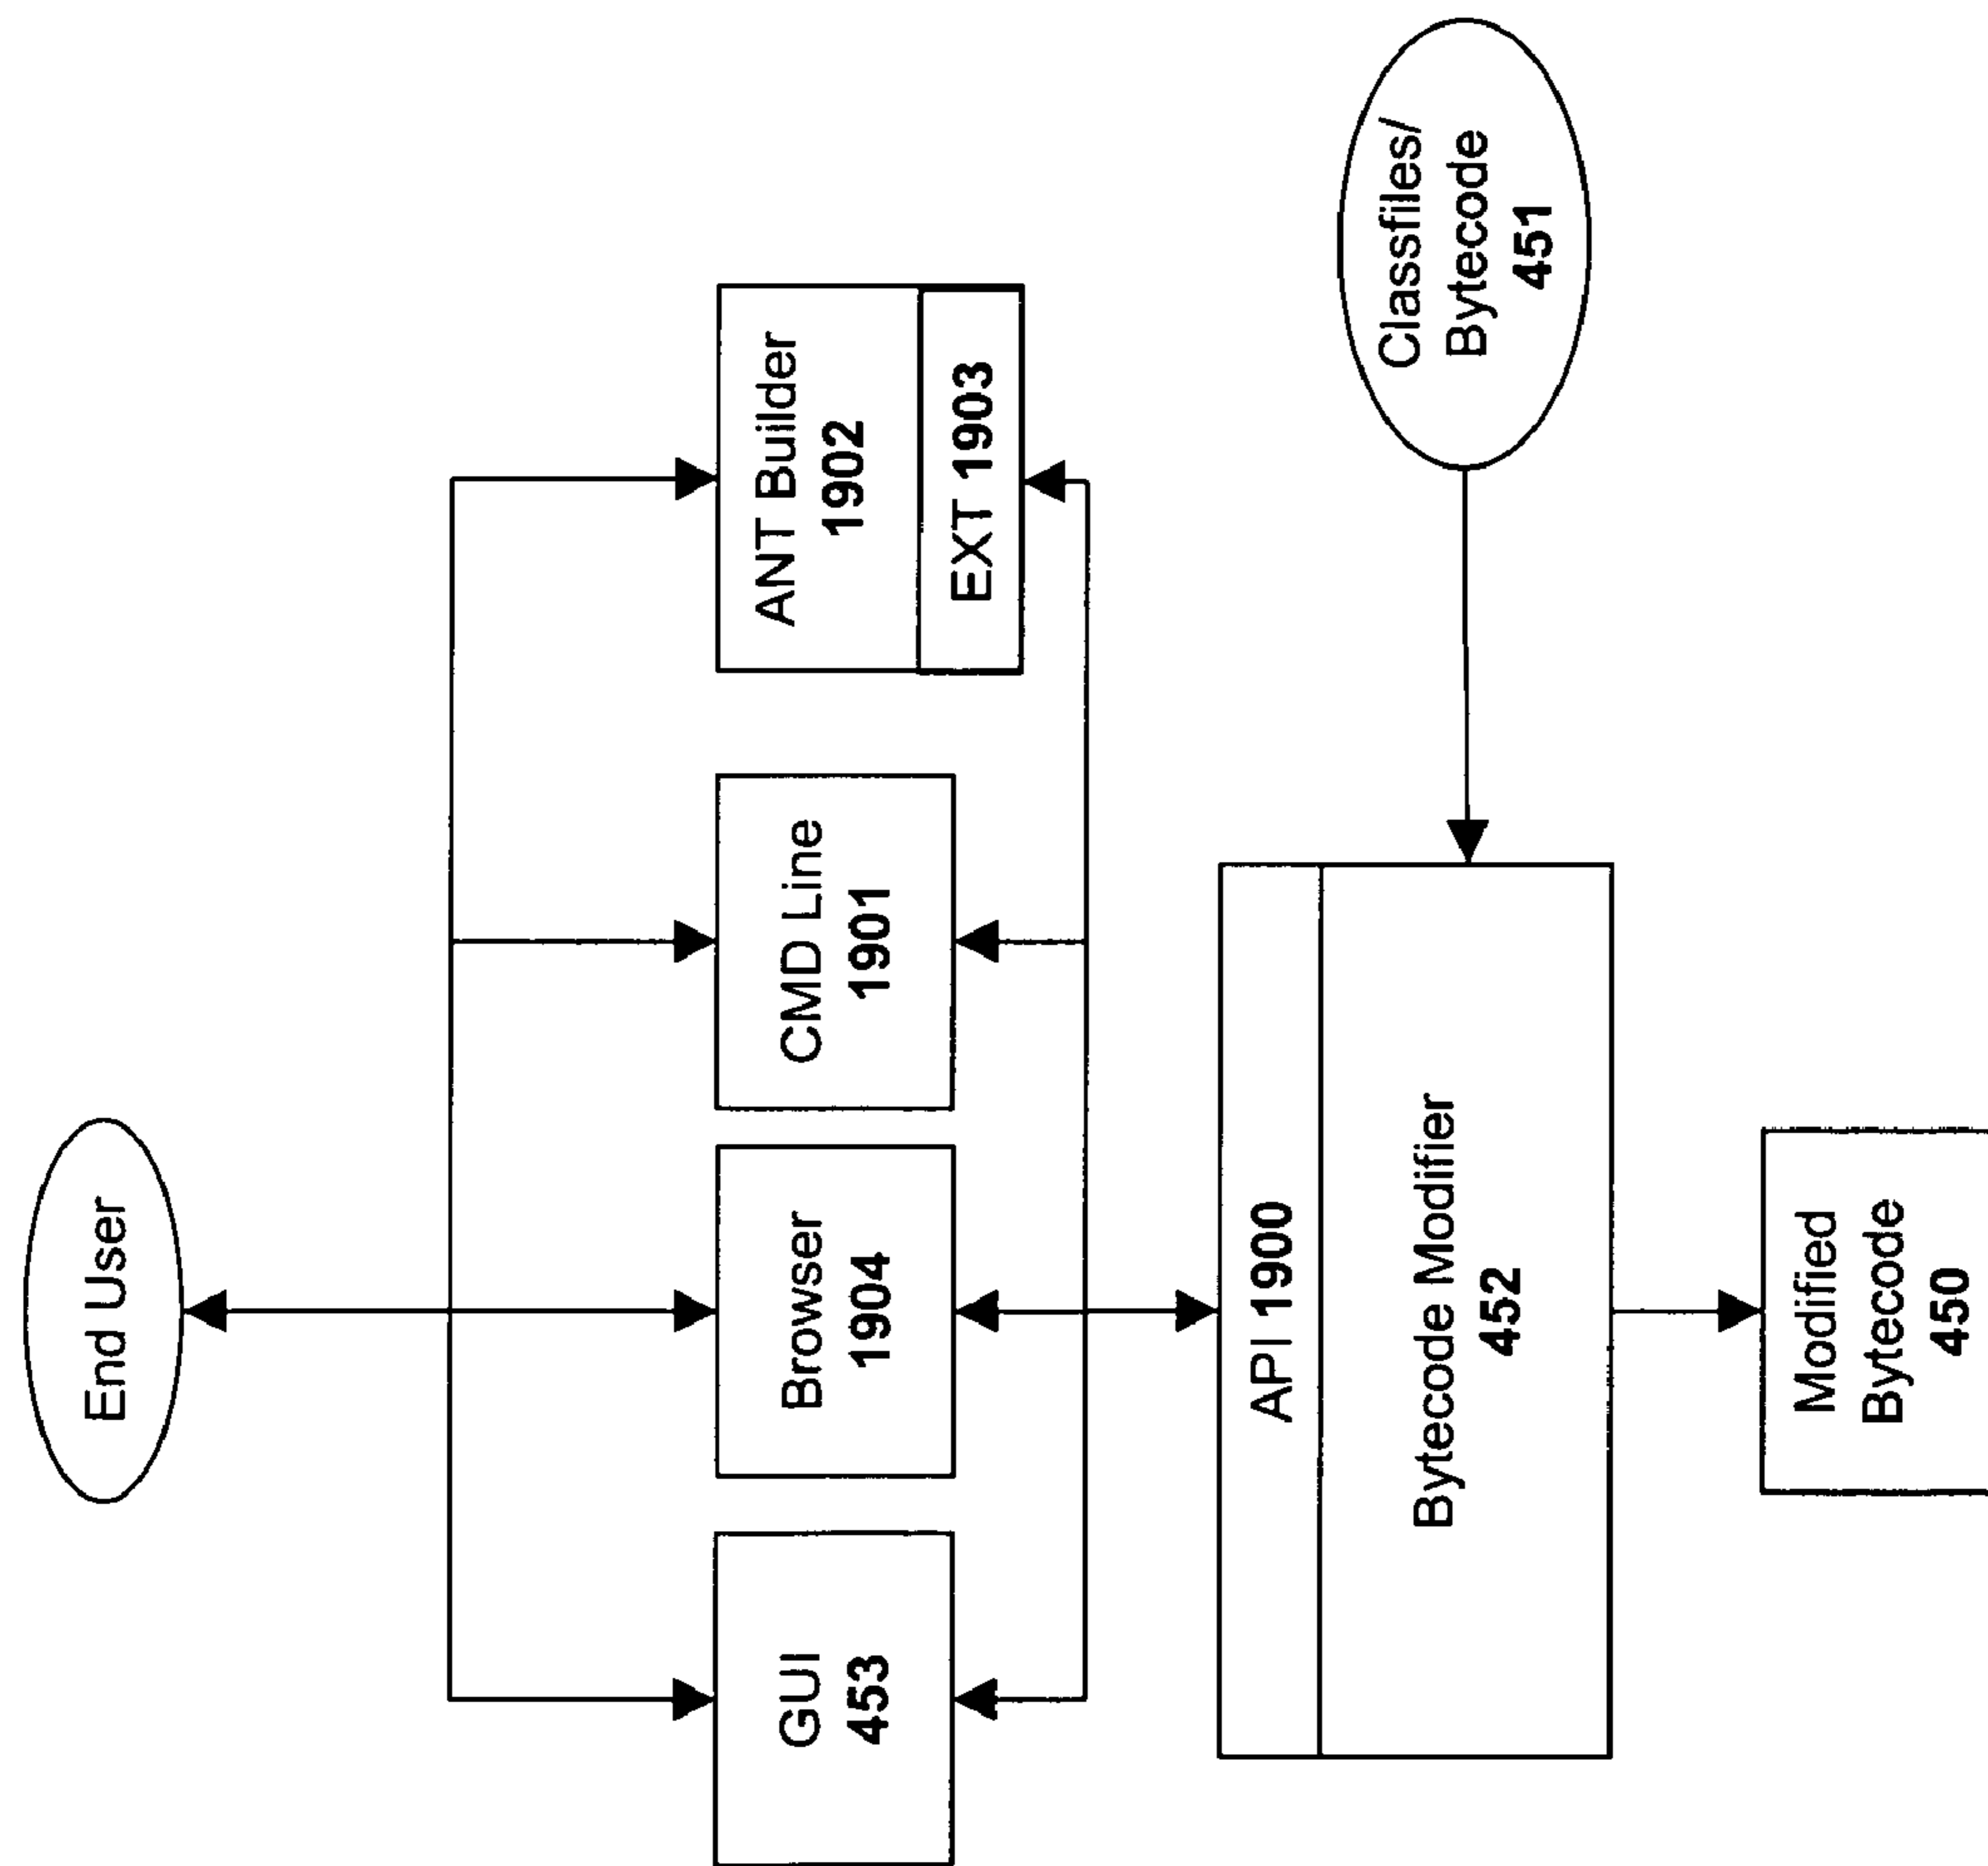 End User
GUI
453
Browser
1904
CMD Line
1901
ANT Builder
1902
EXT 1903
API 1900
Bytecode Modifier
452
Classfiles/
Bytecode
451
Modified
Bytecode
450